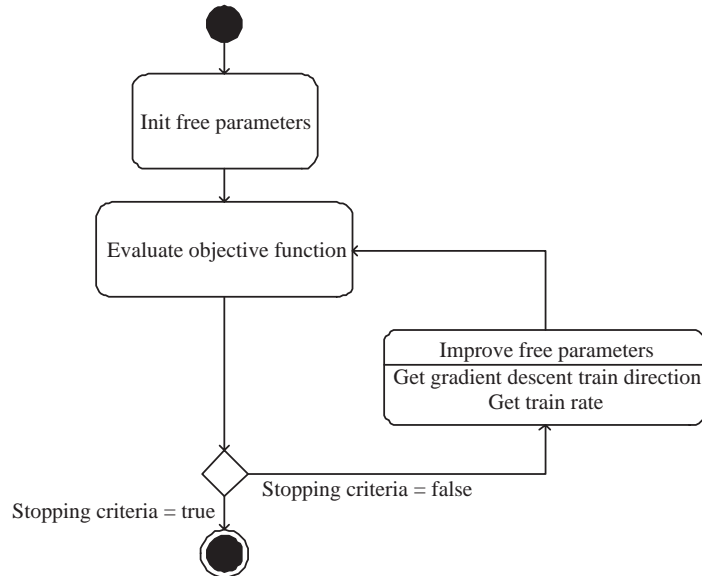 Init free parameters
Evaluate objective function
Improve free parameters
Get gradient descent train direction
Get train rate
Stopping criteria = false
Stopping criteria = true